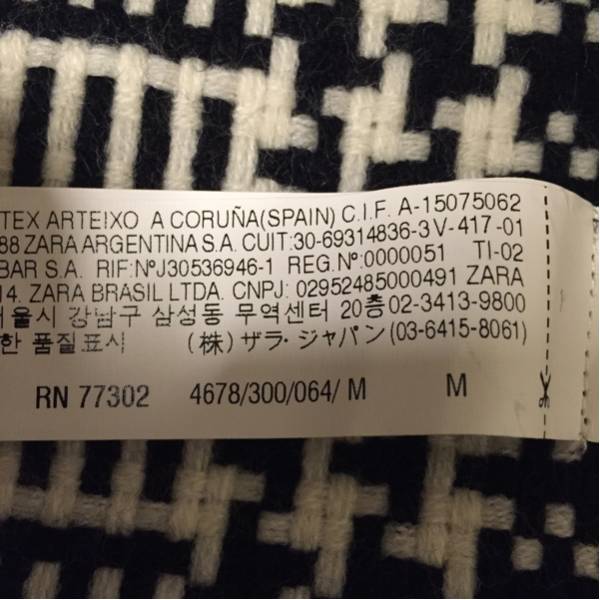 TEX ARTEIXO A CORUÑA(SPAIN) C.I.F. A-15075062
88 ZARA ARGENTINA S.A. CUIT:30-69314836-3 V-417-01
BAR S.A. RIF:NºJ30536946-1 REG.Nº:0000051 TI-02
14. ZARA BRASIL LTDA. CNPJ: 02952485000491 ZARA
서울시 강남구 삼성동 무역센터 20층 02-3413-9800
한 품질표시 (株) ザラ・ジャパン (03-6415-8061)
RN 77302 4678/300/064/ M M